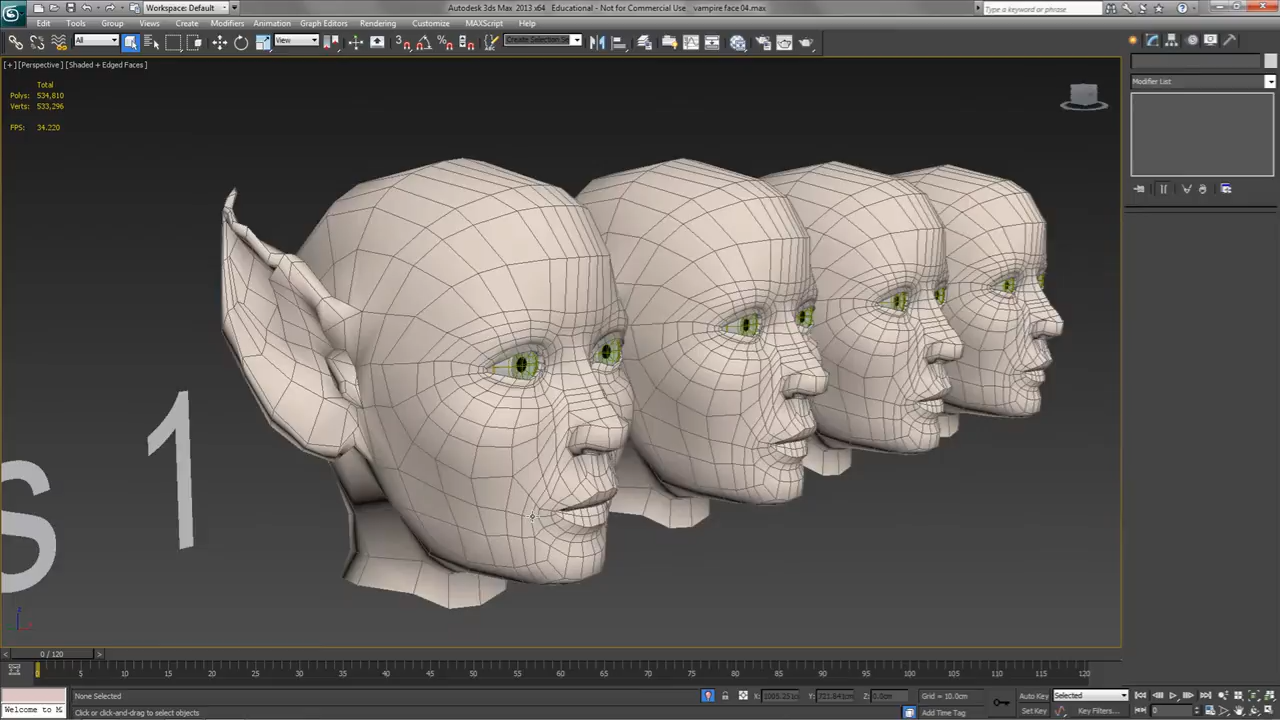 Workspace: Default
Autodesk 3ds Max 2013 x64
Educational - Not for Commercial Use
vampire face 04.max
Type a keyword or phrase
Edit Tools Group Views Create Modifiers Animation Graph Editors Rendering Customize MAXScript Help
All
View
Create Selection Se
[+] [Perspective] [Shaded + Edged Faces]
Total
Polys: 534,810
Verts: 533,296
FPS: 34.220
Modifier List
s 1
z
0 / 120
0 5 10 15 20 25 30 35 40 45 50 55 60 65 70 75 80 85 90 95 100 105 110 115 120
None Selected
X:
Y:
Z: 0.0cm
Grid = 10.0cm
Auto Key
Selected
Welcome to M
Click or click-and-drag to select objects
Add Time Tag
Set Key
Key Filters...
0